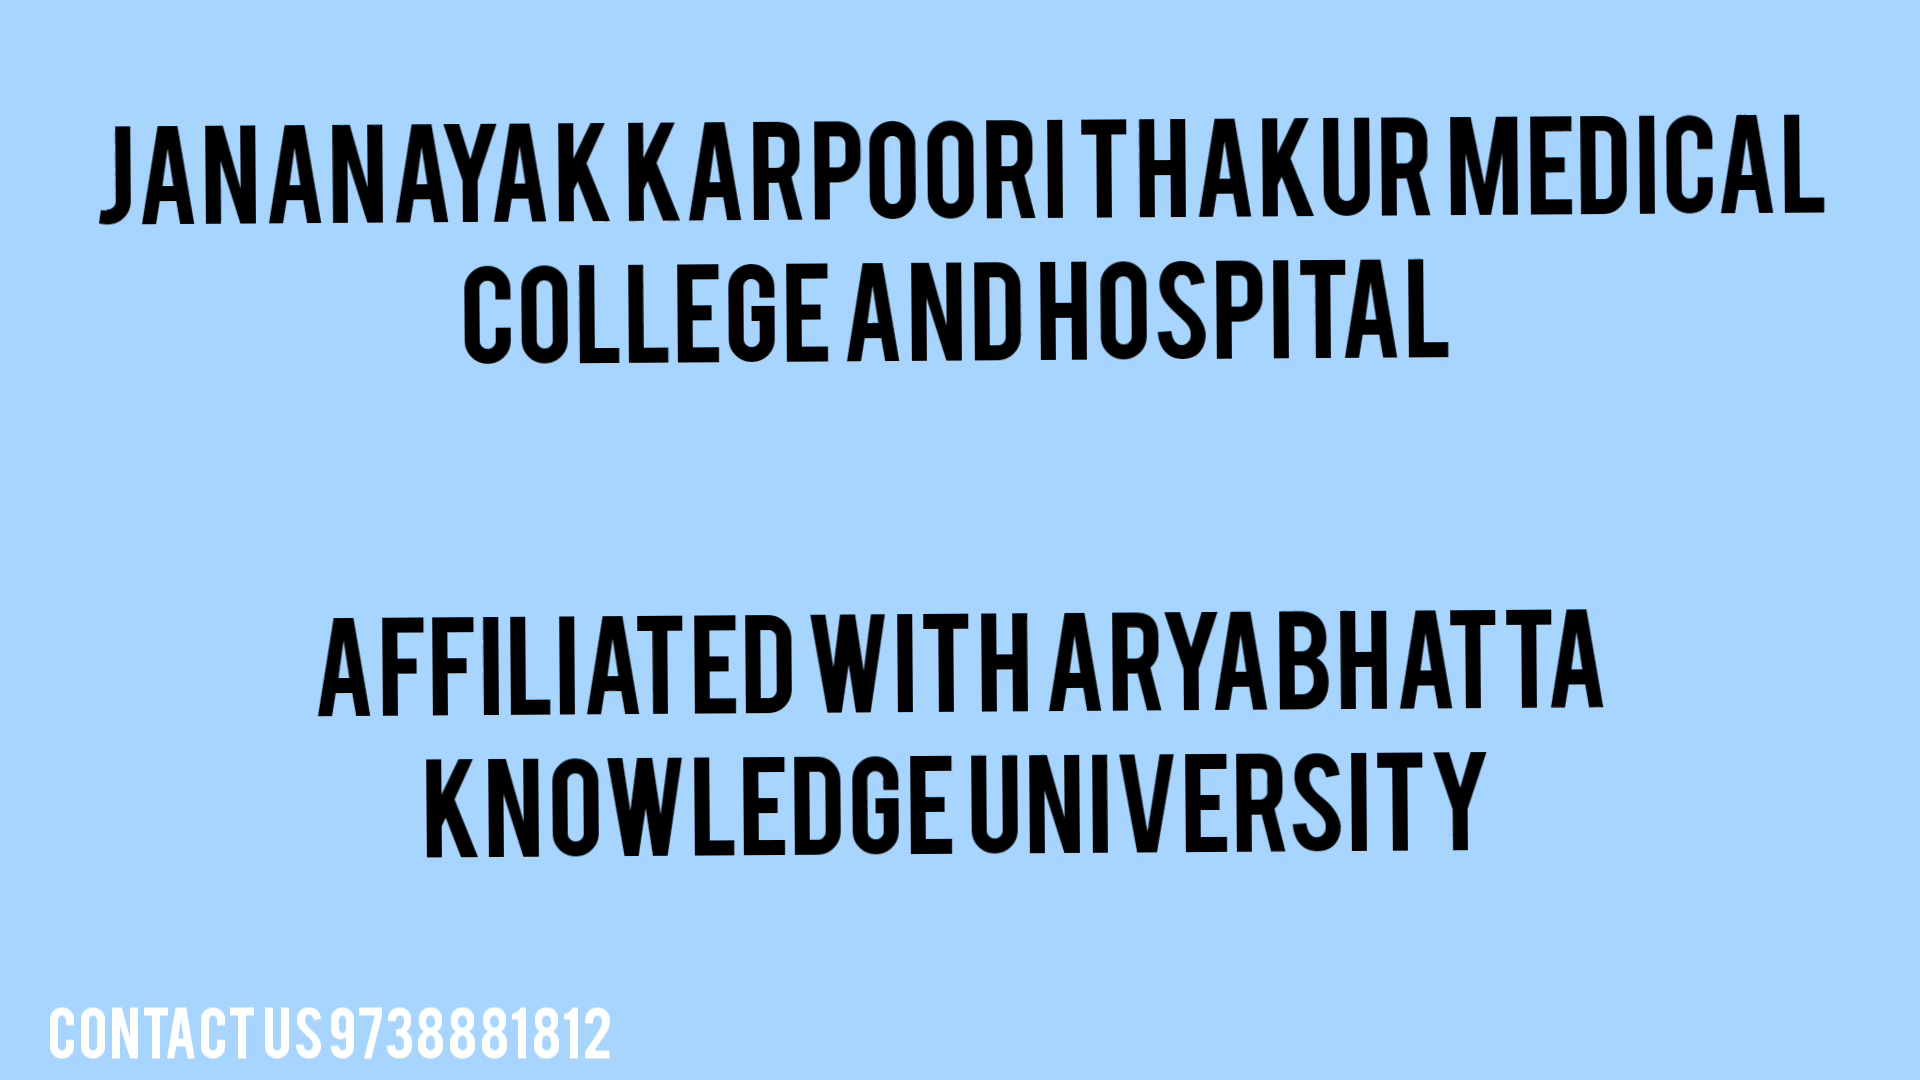 JANANAYAK KARPOORI THAKUR MEDICAL
COLLEGE AND HOSPITAL
AFFILIATED WITH ARYABHATTA
KNOWLEDGE UNIVERSITY
CONTACT US 9738881812